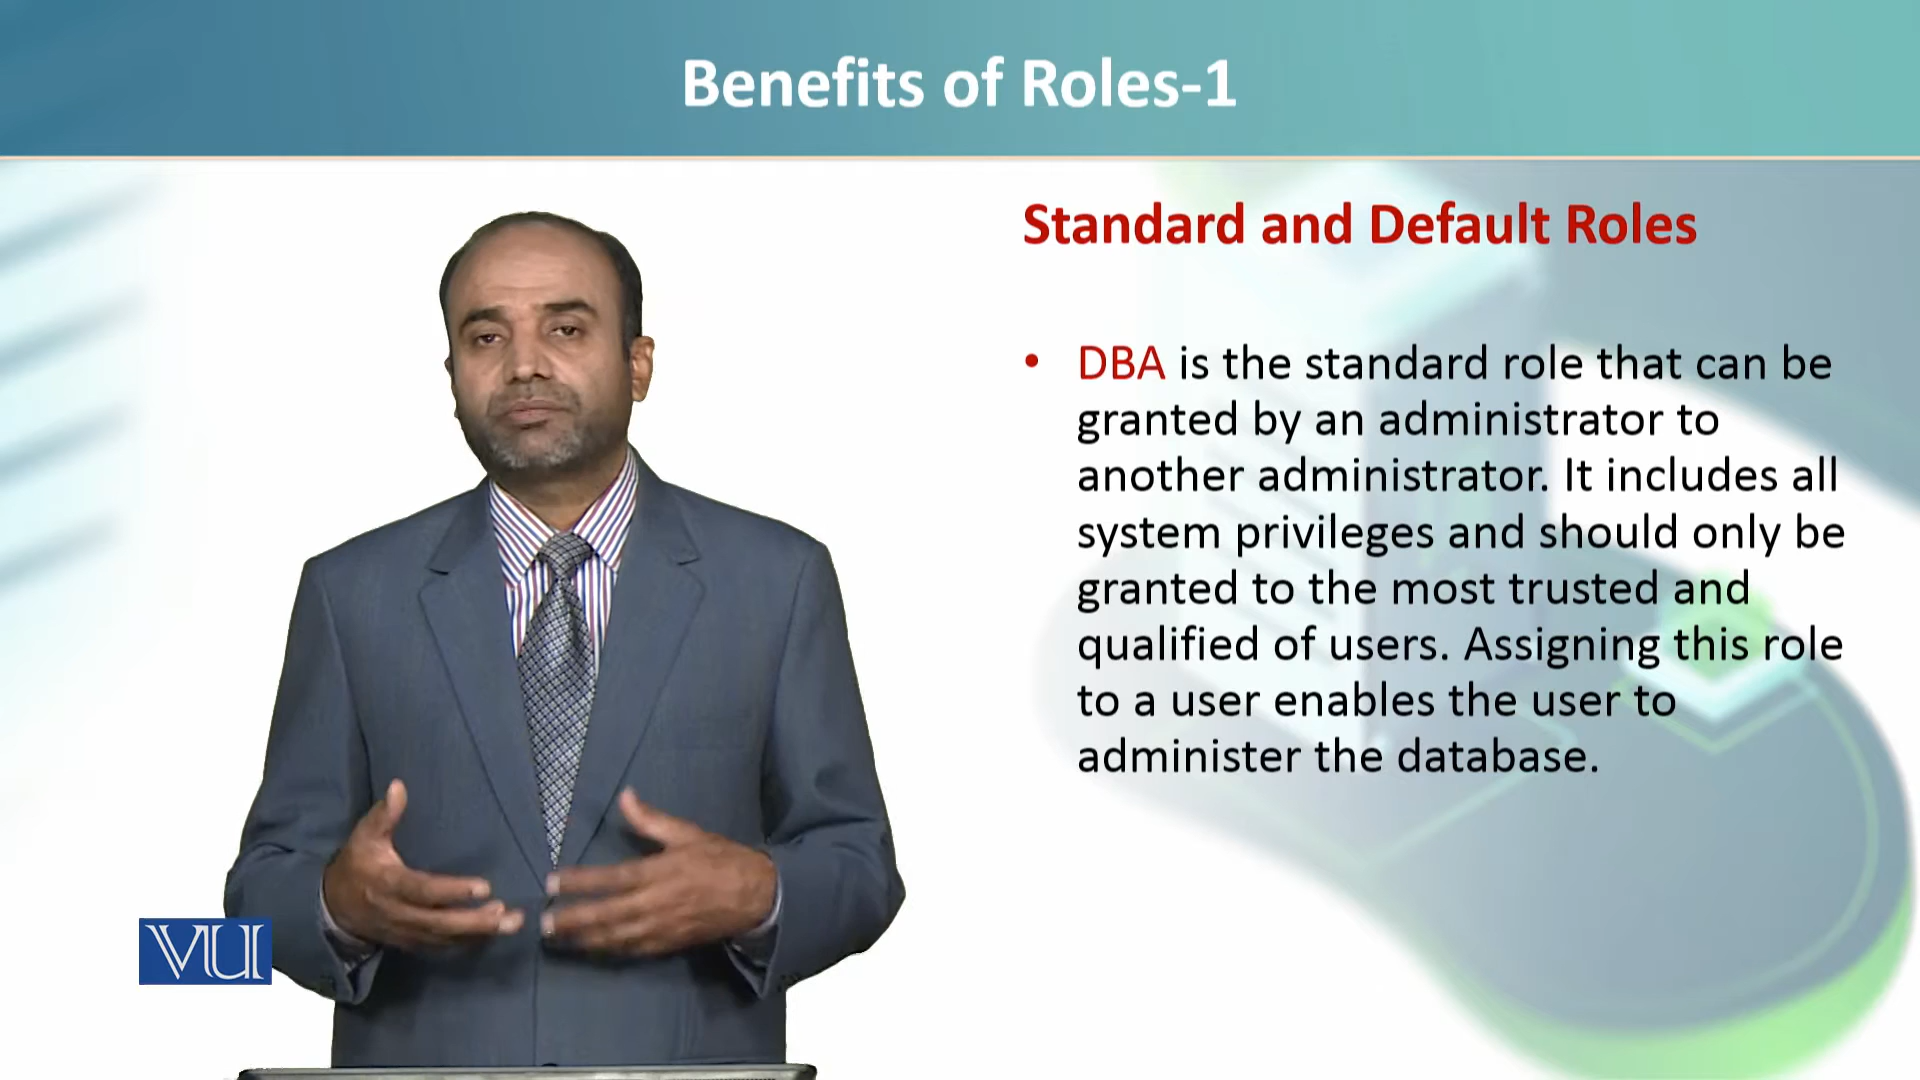 Benefits of Roles-1
Standard and Default Roles
• DBA is the standard role that can be
granted by an administrator to
another administrator. It includes all
system privileges and should only be
granted to the most trusted and
qualified of users. Assigning this role
to a user enables the user to
administer the database.
VU